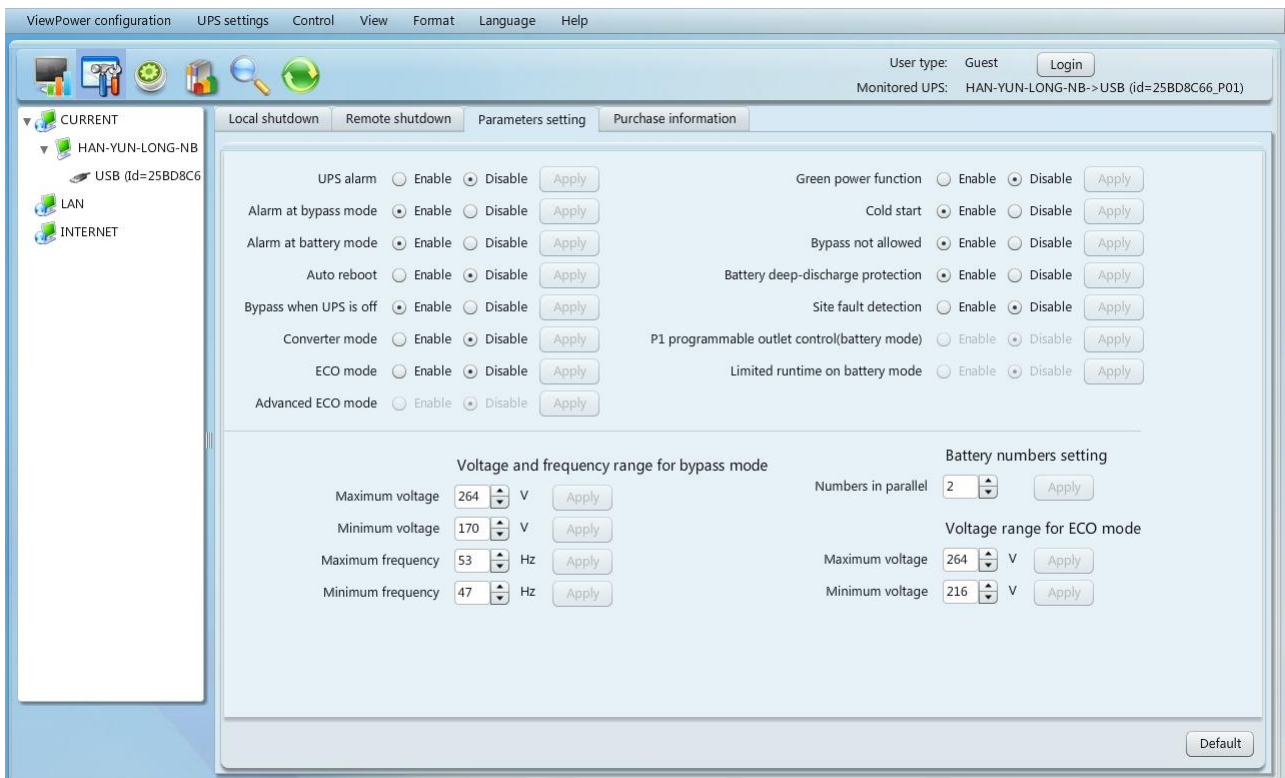 ViewPower configuration UPS settings Control View Format Language Help
User type: Guest Login
Monitored UPS: HAN-YUN-LONG-NB->USB (id=25BD8C66_P01)
CURRENT
HAN-YUN-LONG-NB
USB (Id=25BD8C6
LAN
INTERNET
Local shutdown Remote shutdown Parameters setting Purchase information
UPS alarm Enable Disable Apply
Alarm at bypass mode Enable Disable Apply
Alarm at battery mode Enable Disable Apply
Auto reboot Enable Disable Apply
Bypass when UPS is off Enable Disable Apply
Converter mode Enable Disable Apply
ECO mode Enable Disable Apply
Advanced ECO mode Enable Disable Apply
Green power function Enable Disable Apply
Cold start Enable Disable Apply
Bypass not allowed Enable Disable Apply
Battery deep-discharge protection Enable Disable Apply
Site fault detection Enable Disable Apply
P1 programmable outlet control(battery mode) Enable Disable Apply
Limited runtime on battery mode Enable Disable Apply
Voltage and frequency range for bypass mode
Maximum voltage 264 V Apply
Minimum voltage 170 V Apply
Maximum frequency 53 Hz Apply
Minimum frequency 47 Hz Apply
Battery numbers setting
Numbers in parallel 2 Apply
Voltage range for ECO mode
Maximum voltage 264 V Apply
Minimum voltage 216 V Apply
Default